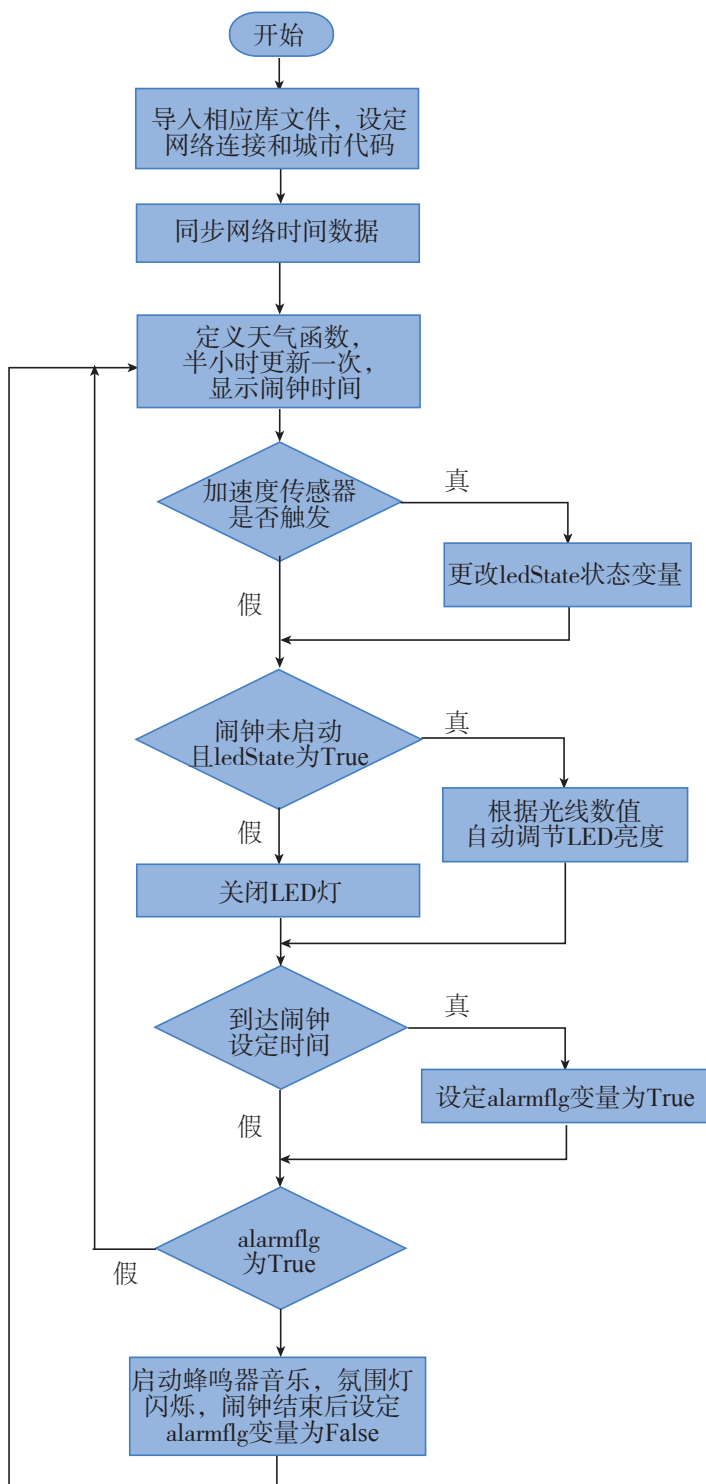 开始
导入相应库文件，设定
网络连接和城市代码
同步网络时间数据
定义天气函数，
半小时更新一次，
显示闹钟时间
加速度传感器
是否触发
真
更改ledState状态变量
假
闹钟未启动
且ledState为True
真
根据光线数值
自动调节LED亮度
假
关闭LED灯
到达闹钟
设定时间
真
设定alarmflg变量为True
假
alarmflg
为True
假
启动蜂鸣器音乐，氛围灯
闪烁，闹钟结束后设定
alarmflg变量为False